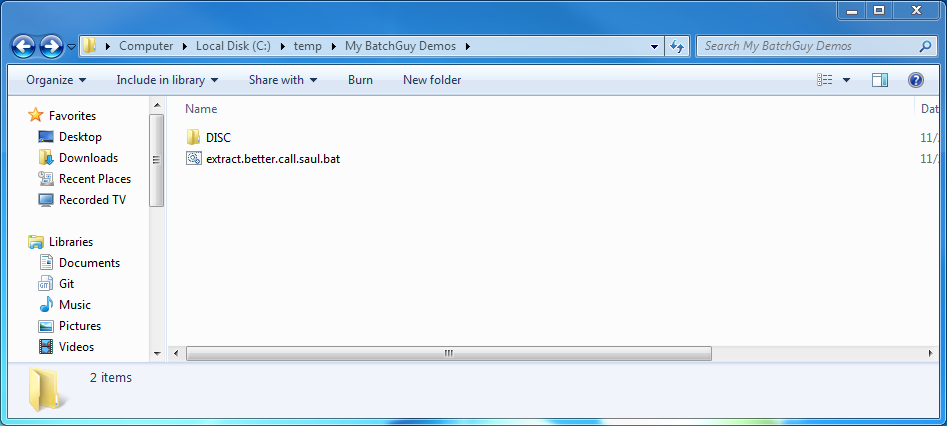 Computer Local Disk (C:) temp My BatchGuy Demos Search My BatchGuy Demos
Organize Include in library Share with Burn New folder
Favorites
Desktop
Downloads
Recent Places
Recorded TV
Libraries
Documents
GIT Git
Music
Pictures
Videos
Name Dat
DISC 11/
extract.better.call.saul.bat 11/
2 items